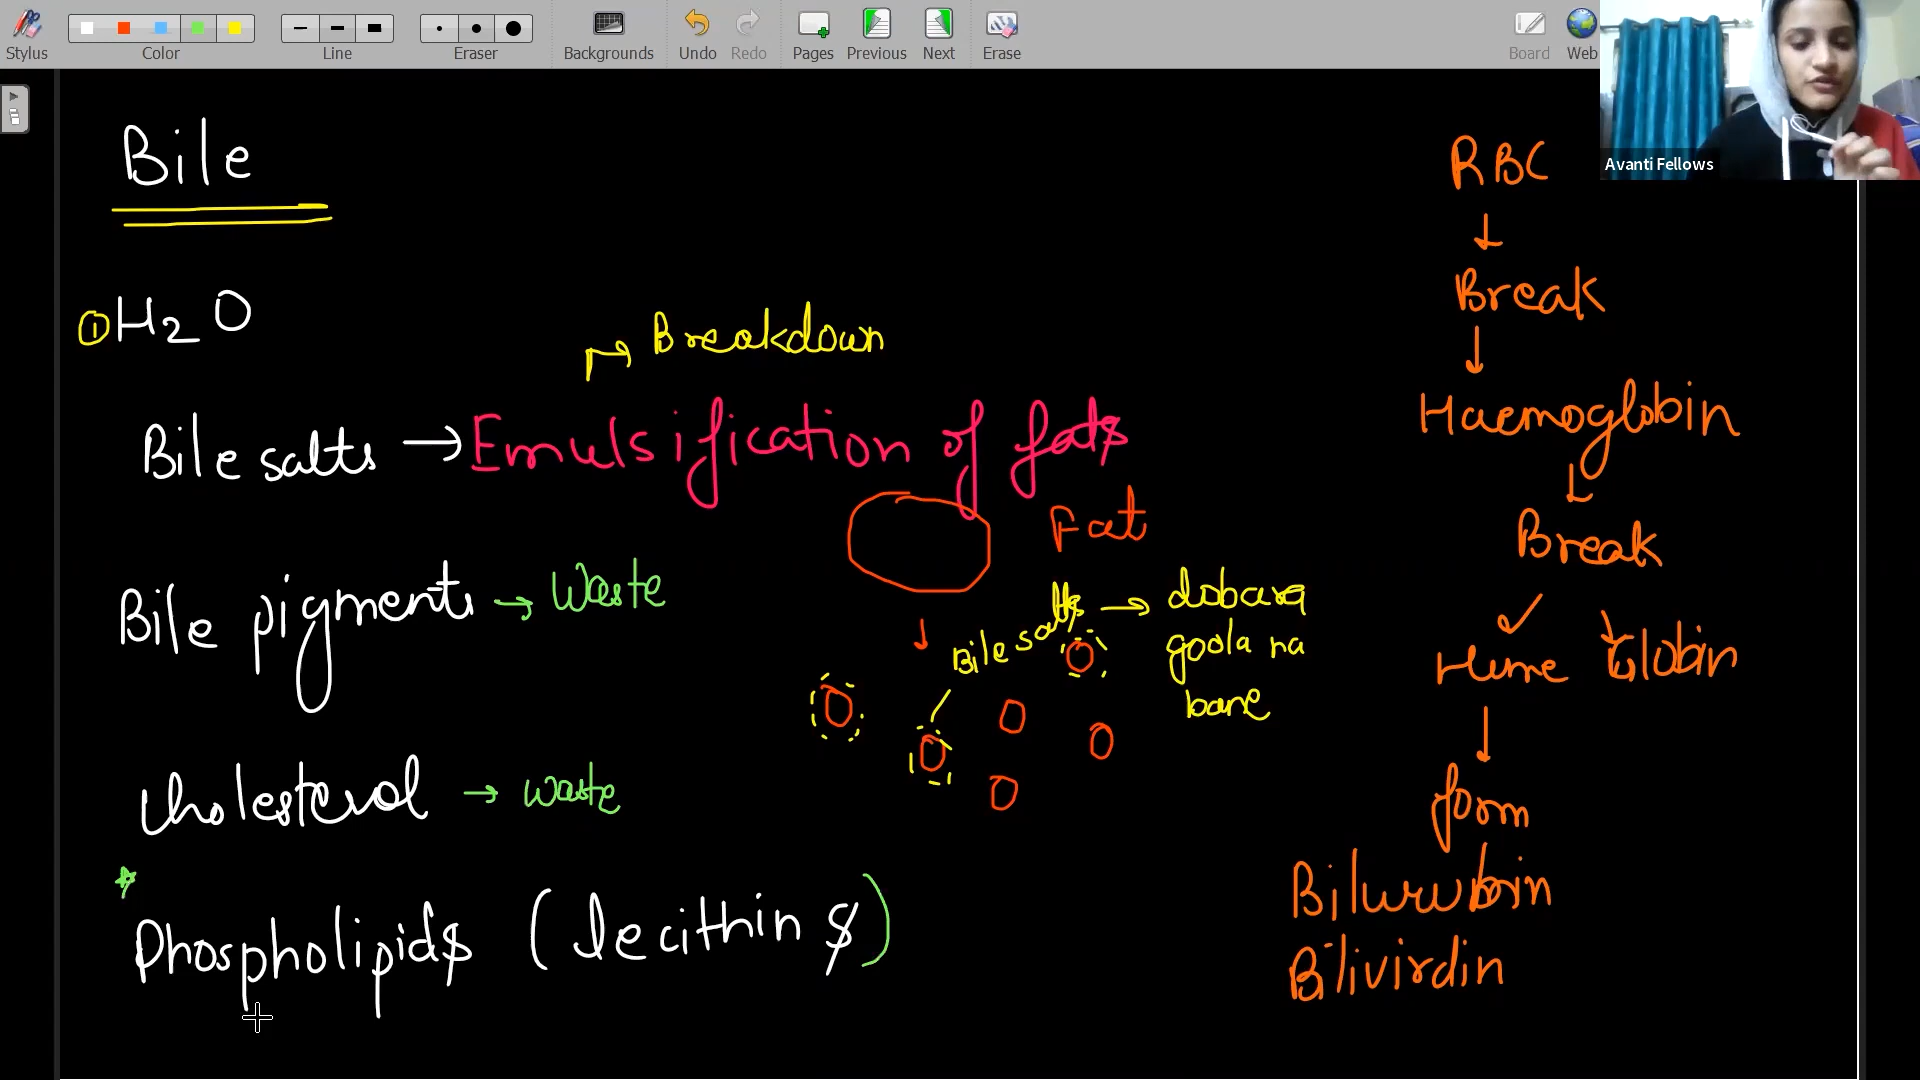 Stylus
Color
Line
Eraser
Backgrounds
Undo
Redo
Pages
Previous
Next
Erase
Board
Web
Avanti Fellows
Bile
① H2O
Bile salts → Emulsification of fats
↱ Breakdown
Fat
Bile salts → dobara
goola na
bane
Bile pigments → Waste
Cholesterol → waste
* Phospholipids (lecithins)
RBC
↓
Break
↓
Haemoglobin
↓
Break
Heme Globin
↓
form
Bilurubin
Bilivirdin